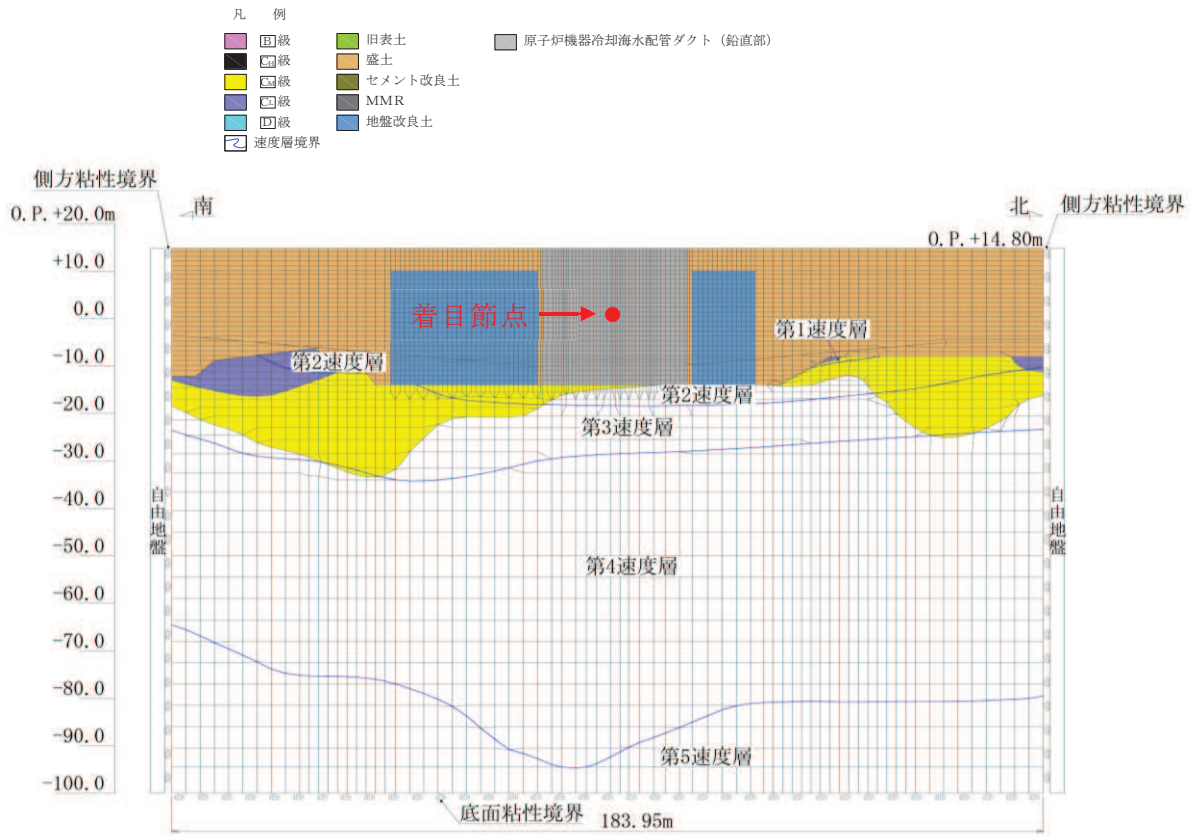 凡 例
B級
CH級
CM級
CL級
D級
速度層境界
旧表土
盛土
セメント改良土
MMR
地盤改良土
原子炉機器冷却海水配管ダクト（鉛直部）
側方粘性境界
側方粘性境界
南
北
O.P.+20.0m
O.P.+14.80m
+10.0
0.0
-10.0
-20.0
-30.0
-40.0
-50.0
-60.0
-70.0
-80.0
-90.0
-100.0
着目節点
第1速度層
第2速度層
第2速度層
第3速度層
自由地盤
自由地盤
第4速度層
第5速度層
底面粘性境界
183.95m